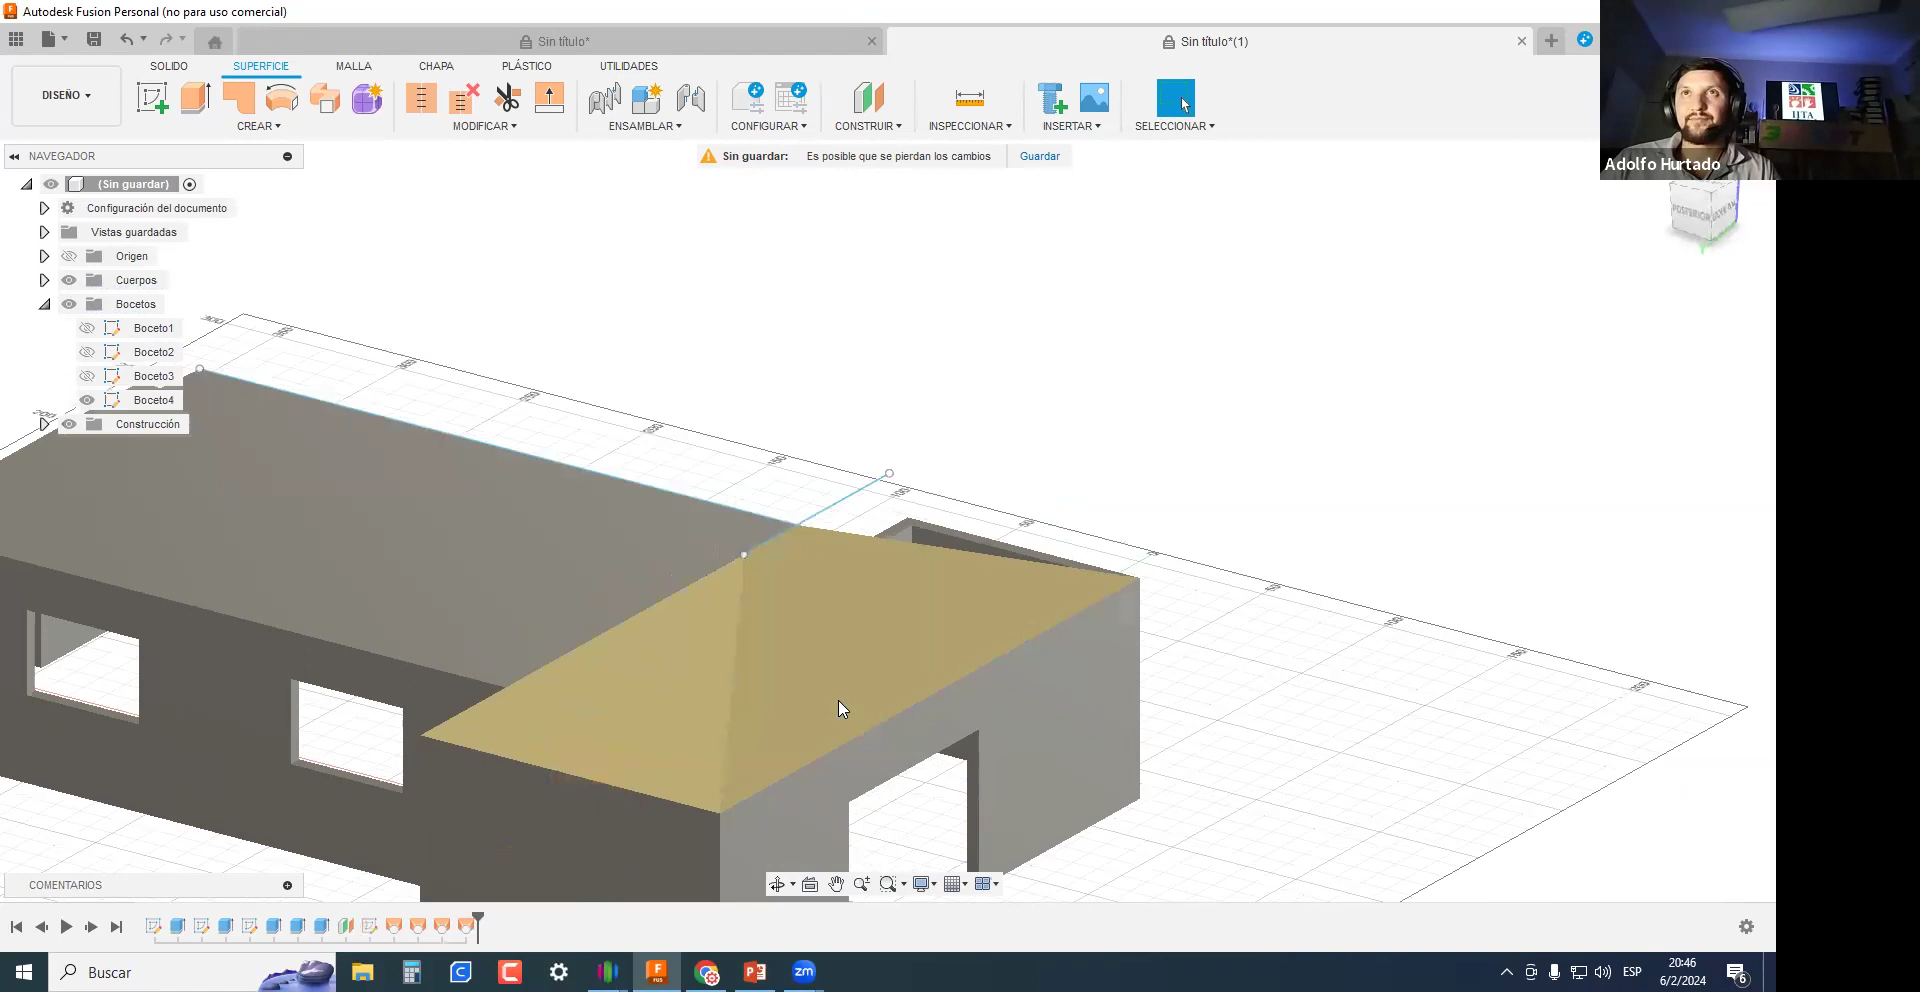 Autodesk Fusion Personal (no para uso comercial)
Sin título*
Sin título*(1)
SOLIDO
SUPERFICIE
MALLA
CHAPA
PLÁSTICO
UTILIDADES
DISEÑO
CREAR
MODIFICAR
ENSAMBLAR
CONFIGURAR
CONSTRUIR
INSPECCIONAR
INSERTAR
SELECCIONAR
IJTA
Adolfo Hurtado
NAVEGADOR
Sin guardar:
Es posible que se pierdan los cambios
Guardar
(Sin guardar)
Configuración del documento
Vistas guardadas
Origen
Cuerpos
Bocetos
Boceto1
Boceto2
Boceto3
Boceto4
Construcción
POSTERIOR
COMENTARIOS
Buscar
ESP
20:46
6/2/2024
6